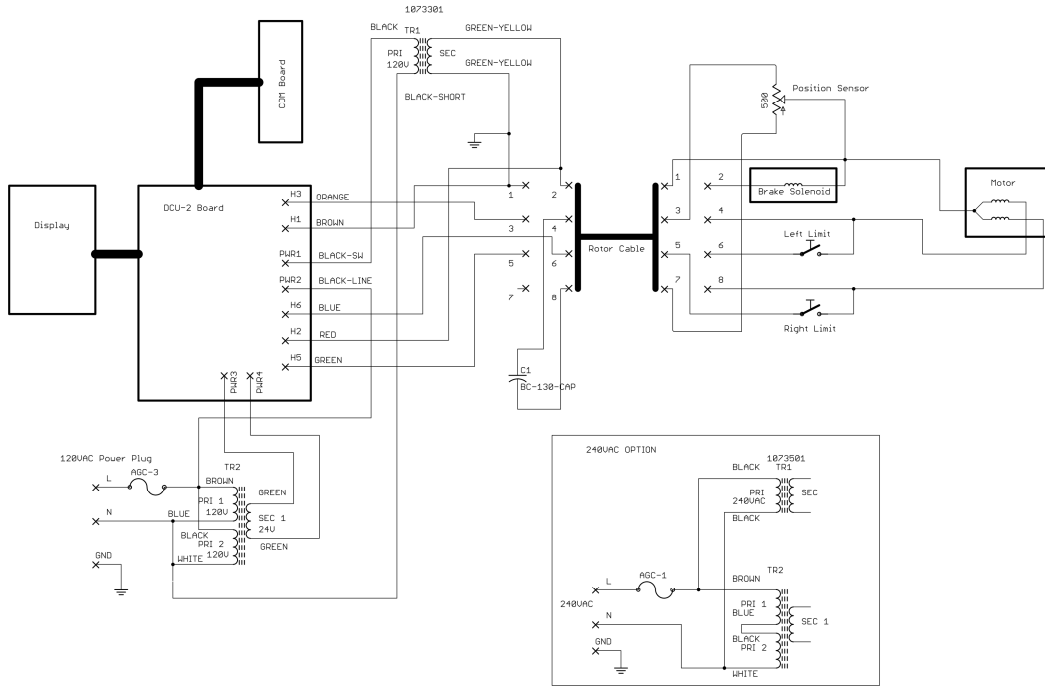 1073301
BLACK
TR1
GREEN-YELLOW
PRI
120V
SEC
GREEN-YELLOW
BLACK-SHORT
COM Board
500
Position Sensor
Display
DCU-2 Board
H3
ORANGE
H1
BROWN
PWR1
BLACK-SW
PWR2
BLACK-LINE
H6
BLUE
H2
RED
H5
GREEN
PWR3
PWR4
1
2
3
4
5
6
7
8
Rotor Cable
1
2
3
4
5
6
7
8
Brake Solenoid
Left Limit
Right Limit
Motor
C1
BC-130-CAP
120VAC Power Plug
L
AGC-3
N
GND
TR2
BROWN
PRI 1
120V
BLUE
BLACK
PRI 2
120V
WHITE
GREEN
SEC 1
24V
GREEN
240VAC OPTION
1073501
BLACK
TR1
PRI
240VAC
SEC
BLACK
TR2
L
AGC-1
BROWN
240VAC
PRI 1
BLUE
N
SEC 1
BLACK
PRI 2
GND
WHITE